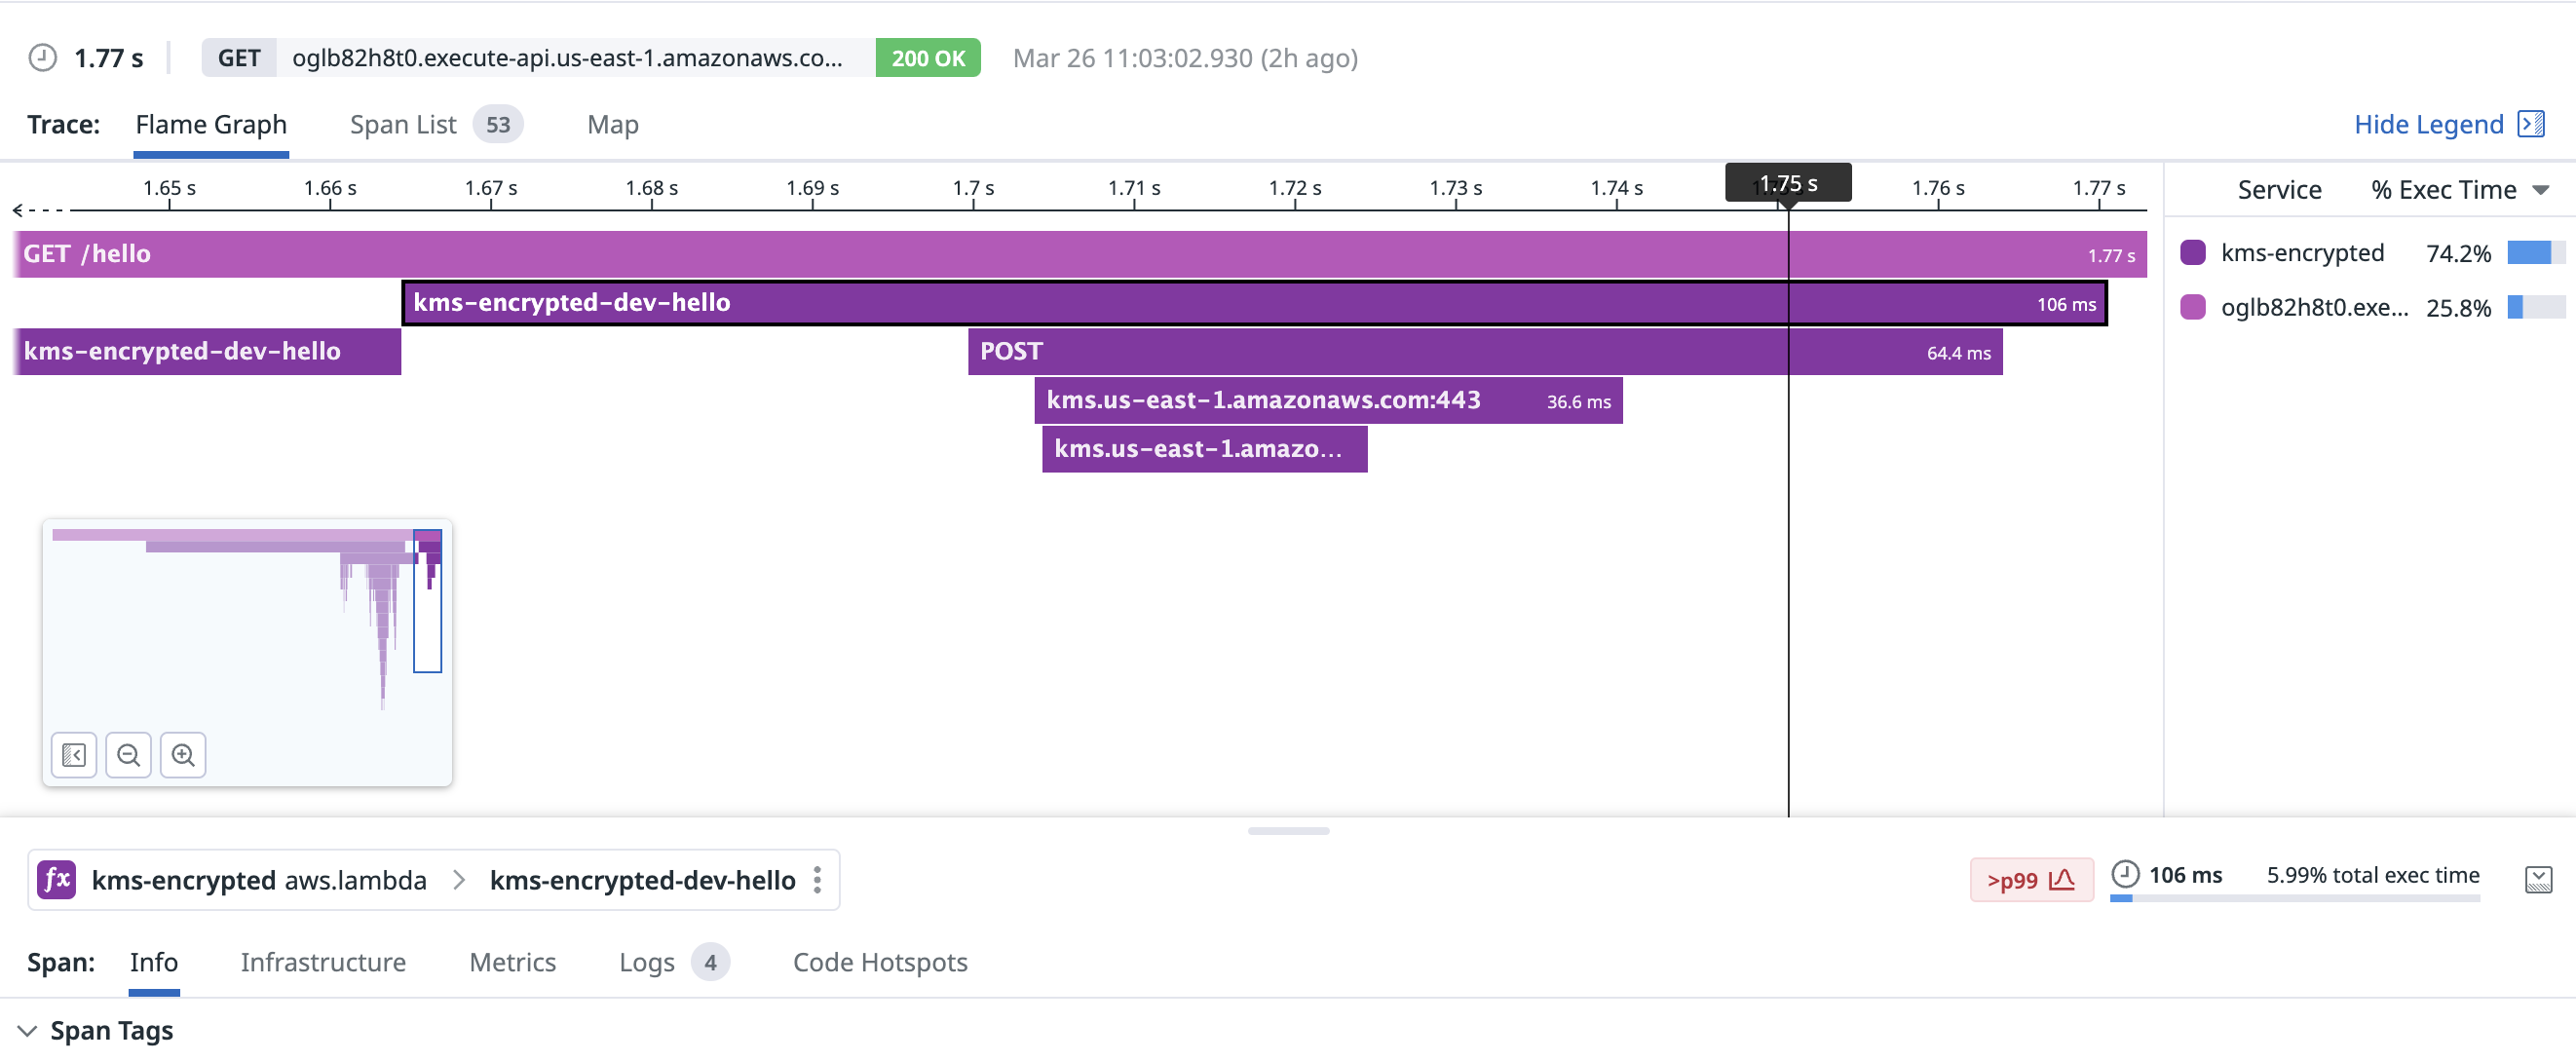 1.77 s GET oglb82h8t0.execute-api.us-east-1.amazonaws.co... 200 OK Mar 26 11:03:02.930 (2h ago)
Trace: Flame Graph Span List 53 Map Hide Legend
1.65 s 1.66 s 1.67 s 1.68 s 1.69 s 1.7 s 1.71 s 1.72 s 1.73 s 1.74 s 1.75 s 1.76 s 1.77 s
Service % Exec Time
GET /hello 1.77 s
kms-encrypted 74.2%
kms-encrypted-dev-hello 106 ms
oglb82h8t0.exe... 25.8%
kms-encrypted-dev-hello POST 64.4 ms
kms.us-east-1.amazonaws.com:443 36.6 ms
kms.us-east-1.amazo...
fx kms-encrypted aws.lambda > kms-encrypted-dev-hello >p99 106 ms 5.99% total exec time
Span: Info Infrastructure Metrics Logs 4 Code Hotspots
Span Tags